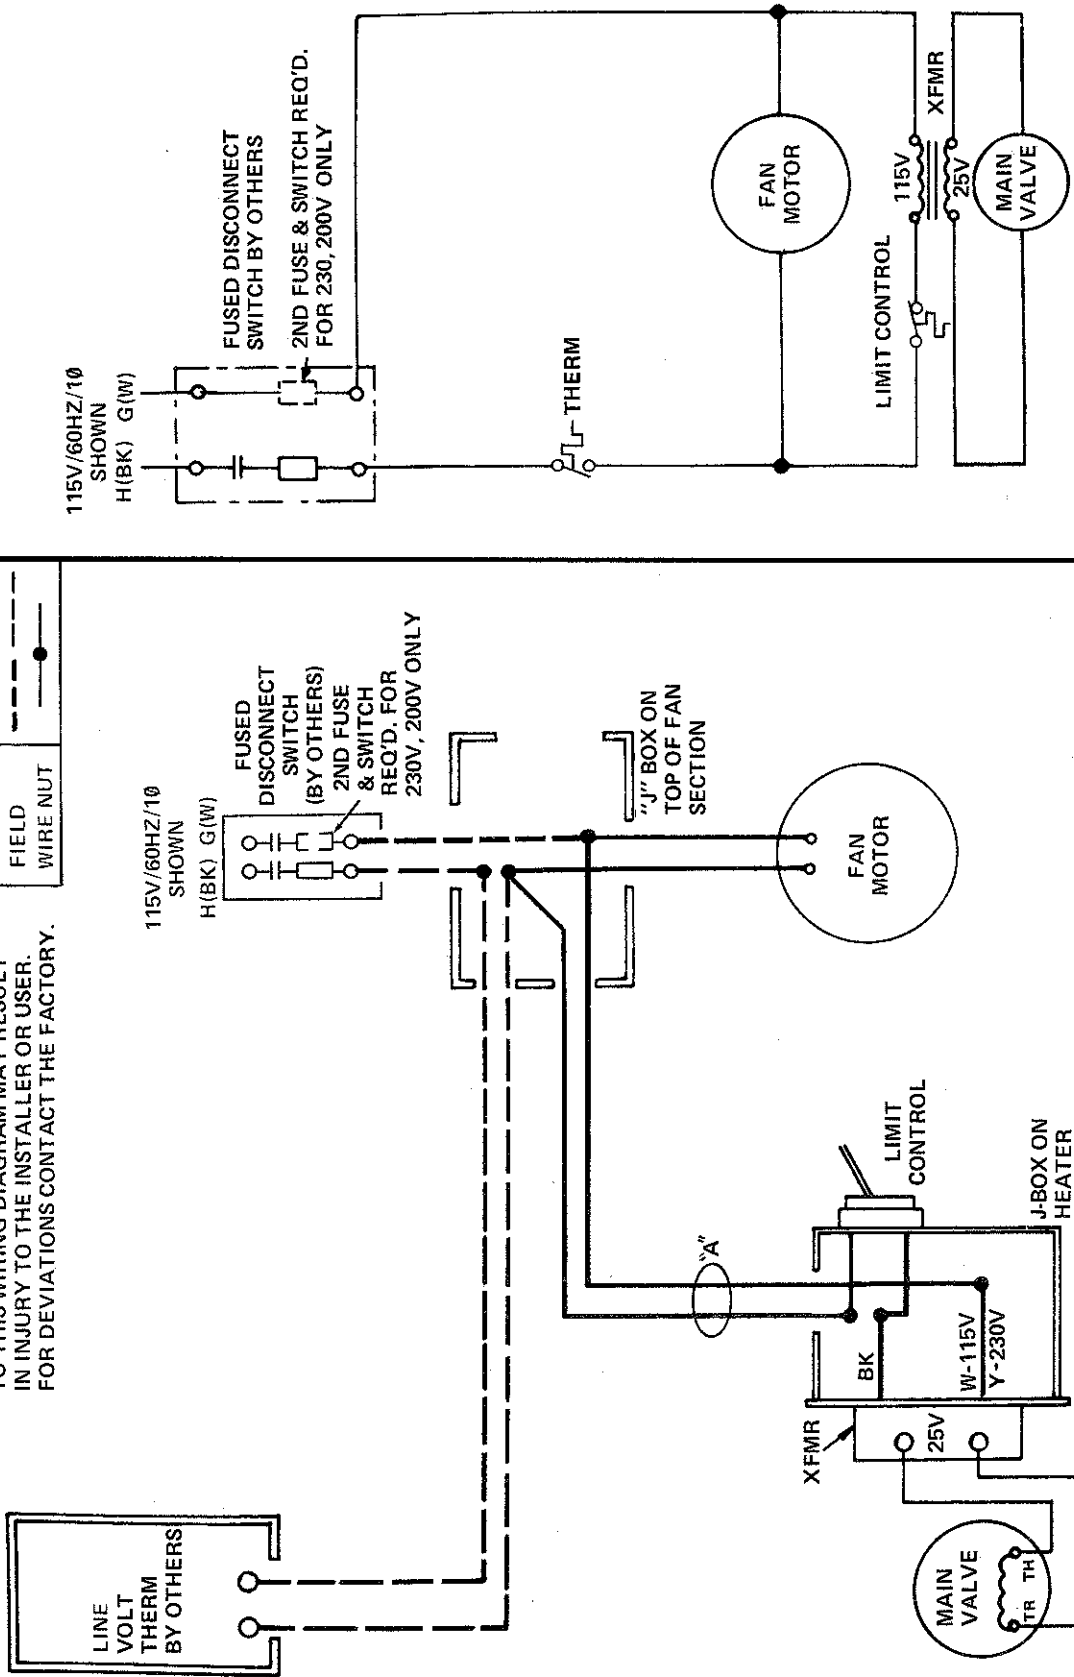 TO THIS WIRING DIAGRAM MAY RESULT
IN INJURY TO THE INSTALLER OR USER.
FOR DEVIATIONS CONTACT THE FACTORY.
FIELD
WIRE NUT
LINE
VOLT
THERM
BY OTHERS
115V/60HZ/1Ø
SHOWN
H(BK) G(W)
FUSED
DISCONNECT
SWITCH
(BY OTHERS)
2ND FUSE
& SWITCH
REQ'D. FOR
230V, 200V ONLY
"J" BOX ON
TOP OF FAN
SECTION
FAN
MOTOR
"A"
LIMIT
CONTROL
J-BOX ON
HEATER
BK
W-115V
Y-230V
XFMR
25V
MAIN
VALVE
TR TH
115V/60HZ/1Ø
SHOWN
H(BK) G(W)
FUSED DISCONNECT
SWITCH BY OTHERS
2ND FUSE & SWITCH REQ'D.
FOR 230, 200V ONLY
THERM
FAN
MOTOR
LIMIT CONTROL
115V
XFMR
25V
MAIN
VALVE